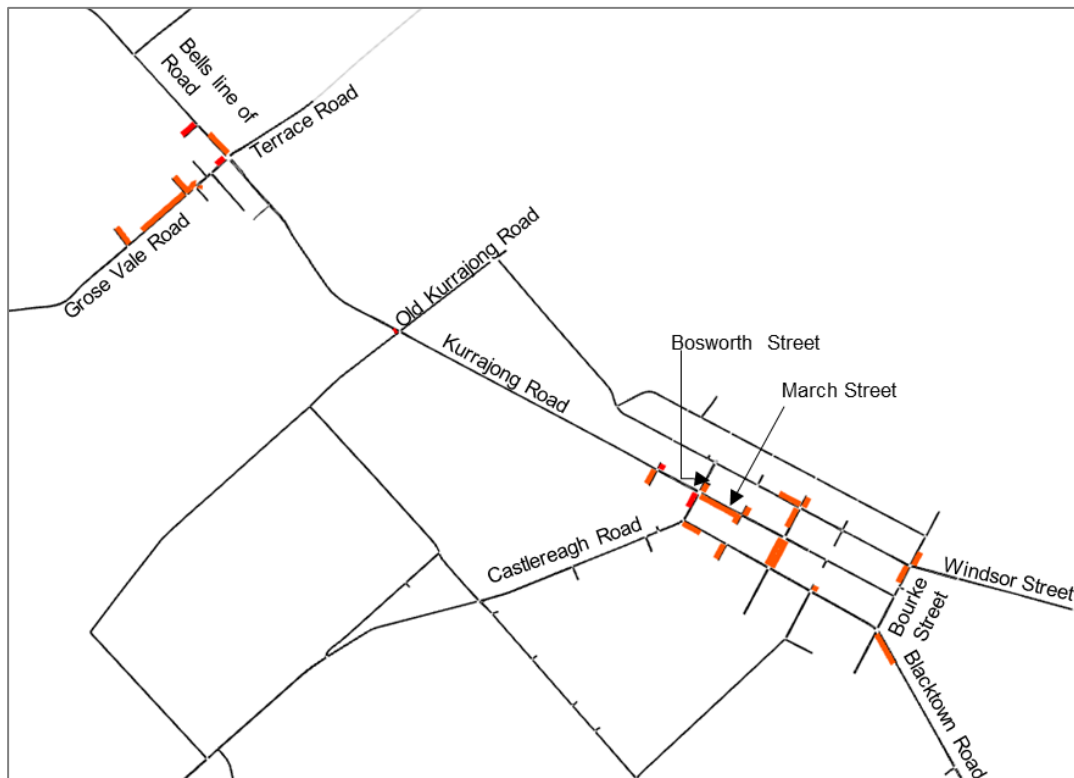 Bells line of
Road
Terrace Road
Grose Vale Road
Old Kurrajong Road
Kurrajong Road
Bosworth Street
March Street
Castlereagh Road
Windsor Street
Bourke
Street
Blacktown Road